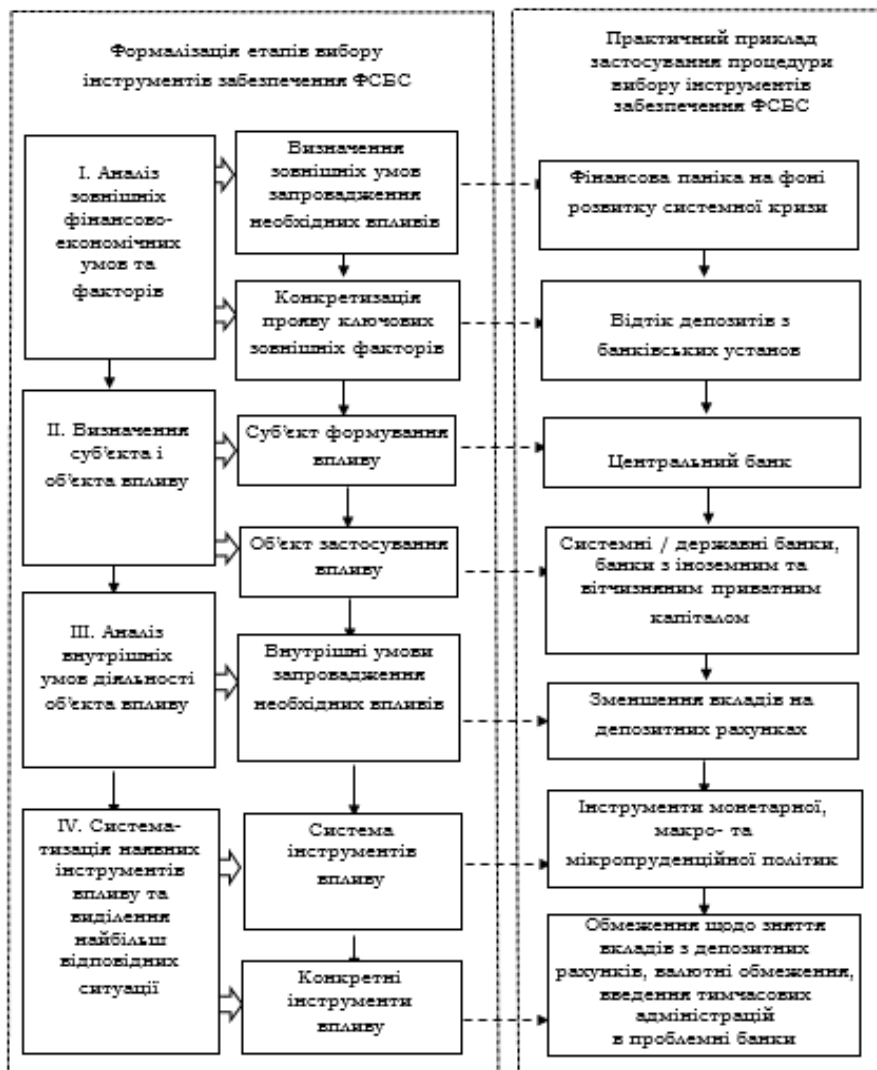 Формалізація етапів вибору
інструментів забезпечення ФСБС
І. Аналіз
зовнішніх
фінансово-
економічних
умов та
факторів
Визначення
зовнішніх умов
запровадження
необхідних впливів
Конкретизація
прояву ключових
зовнішніх факторів
ІІ. Визначення
суб'єкта і
об'єкта впливу
Суб'єкт формування
впливу
Об'єкт застосування
впливу
ІІІ. Аналіз
внутрішніх
умов діяльності
об'єкта впливу
Внутрішні умови
запровадження
необхідних впливів
IV. Система-
тизація наявних
інструментів
впливу та
виділення
найбільш
відповідних
ситуації
Система
інструментів
впливу
Конкретні
інструменти
впливу
Практичний приклад
застосування процедури
вибору інструментів
забезпечення ФСБС
Фінансова паніка на фоні
розвитку системної кризи
Відтік депозитів з
банківських установ
Центральний банк
Системні / державні банки,
банки з іноземним та
вітчизняним приватним
капіталом
Зменшення вкладів на
депозитних рахунках
Інструменти монетарної,
макро- та
мікропруденційної політик
Обмеження щодо зняття
вкладів з депозитних
рахунків, валютні обмеження,
введення тимчасових
адміністрацій
в проблемні банки